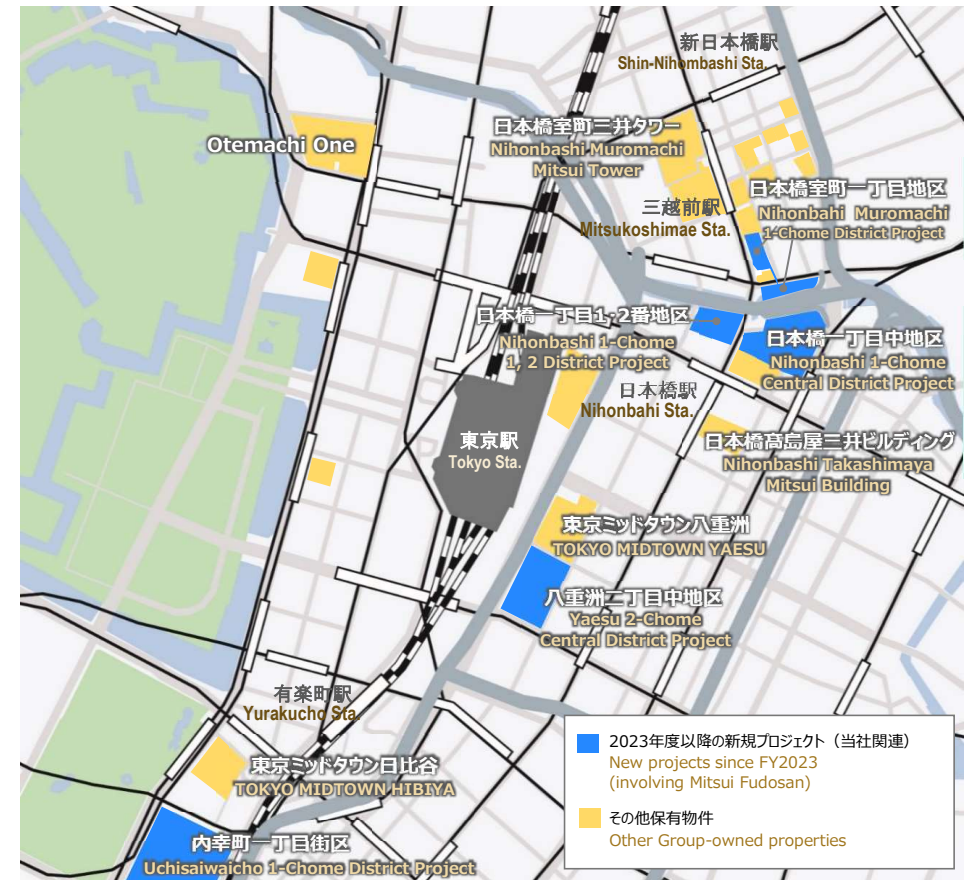 新日本橋駅
Shin-Nihombashi Sta.
Otemachi One
日本橋室町三井タワー
Nihonbashi Muromachi
Mitsui Tower
三越前駅
Mitsukoshimae Sta.
日本橋室町一丁目地区
Nihonbahi Muromachi
1-Chome District Project
日本橋一丁目1・2番地区
Nihonbashi 1-Chome
1, 2 District Project
日本橋一丁目中地区
Nihonbashi 1-Chome
Central District Project
日本橋駅
Nihonbahi Sta.
東京駅
Tokyo Sta.
日本橋髙島屋三井ビルディング
Nihonbashi Takashimaya
Mitsui Building
東京ミッドタウン八重洲
TOKYO MIDTOWN YAESU
八重洲二丁目中地区
Yaesu 2-Chome
Central District Project
有楽町駅
Yurakucho Sta.
東京ミッドタウン日比谷
TOKYO MIDTOWN HIBIYA
内幸町一丁目街区
Uchisaiwaicho 1-Chome District Project
2023年度以降の新規プロジェクト（当社関連）
New projects since FY2023
(involving Mitsui Fudosan)
その他保有物件
Other Group-owned properties